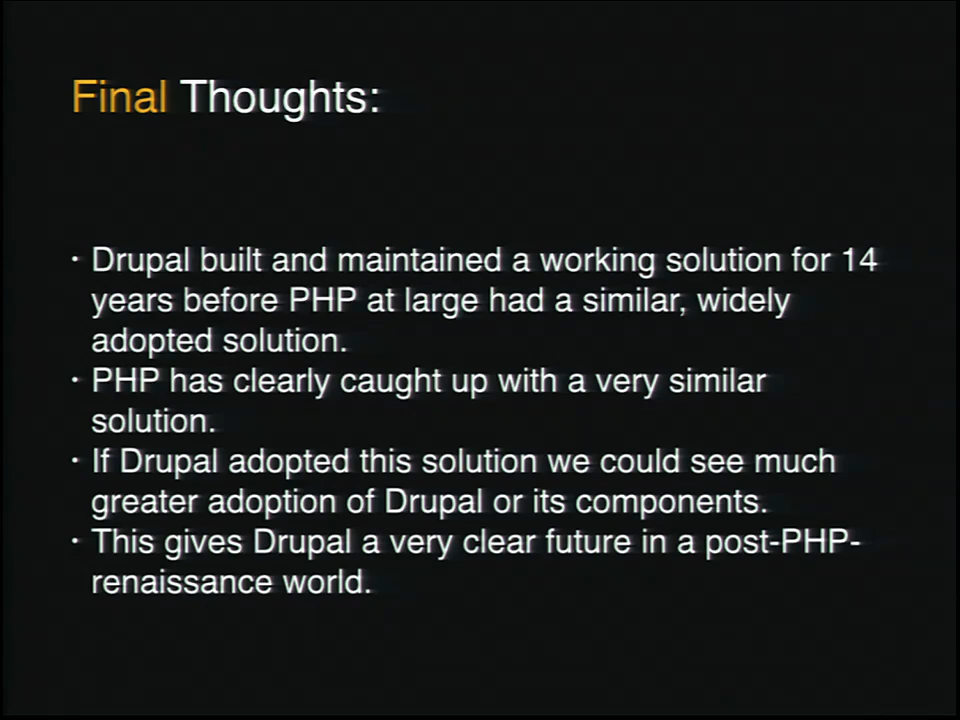 Final Thoughts:
· Drupal built and maintained a working solution for 14
years before PHP at large had a similar, widely
adopted solution.
· PHP has clearly caught up with a very similar
solution.
· If Drupal adopted this solution we could see much
greater adoption of Drupal or its components.
· This gives Drupal a very clear future in a post-PHP-
renaissance world.